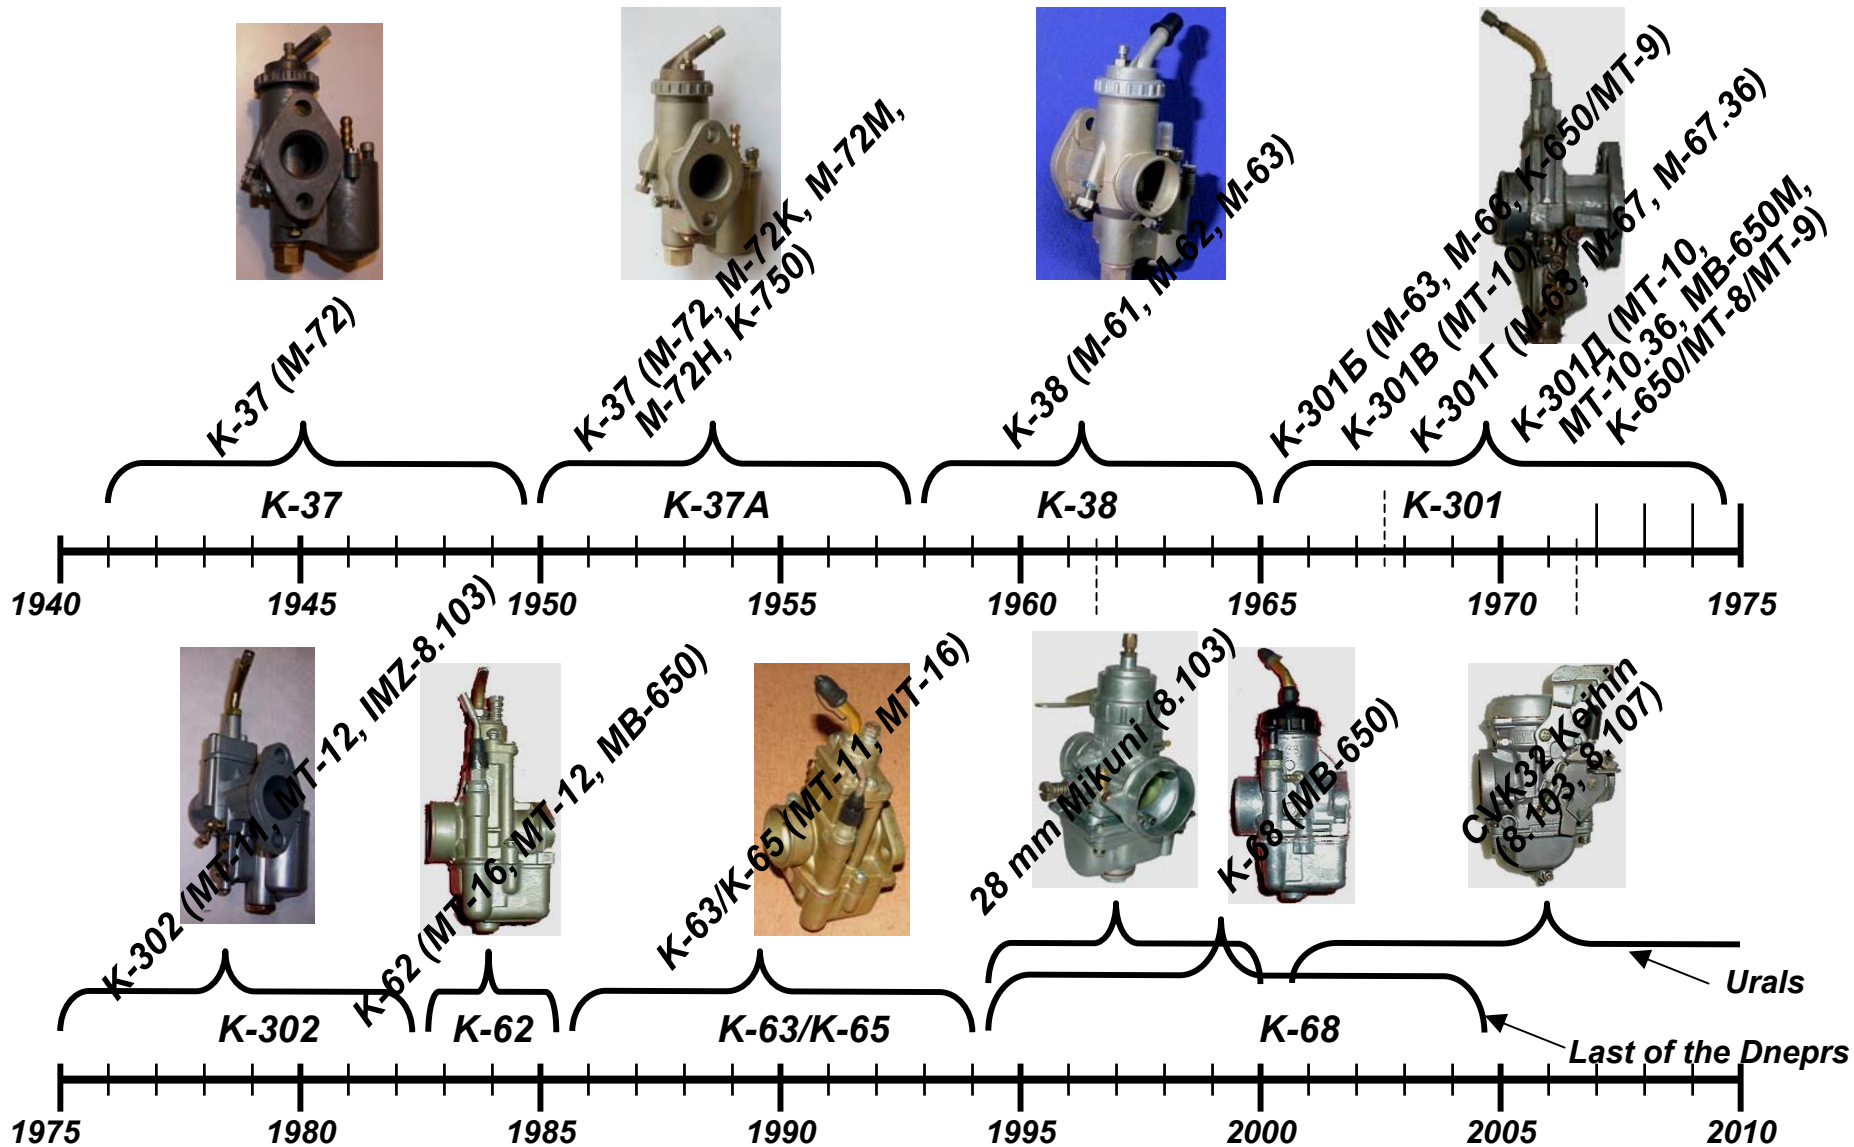 K-37 (M-72)
K-37 (M-72, M-72K, M-72M,
M-72H, K-750)
K-38 (M-61, M-62, M-63)
K-301Б (M-63, M-66, K-650/MT-9)
K-301В (MT-10)
K-301Г (M-63, M-67, M-67.36)
K-301Д (MT-10,
MT-10.36, MB-650M,
K-650/MT-8/MT-9)
K-37
K-37A
K-38
K-301
1940
1945
1950
1955
1960
1965
1970
1975
K-302 (MT-11, MT-12, IMZ-8.103)
K-62 (MT-16, MT-12, MB-650)
K-63/K-65 (MT-11, MT-16)
28 mm Mikuni (8.103)
K-68 (MB-650)
CVK32 Keihin
(8.103, 8.107)
Urals
K-302
K-62
K-63/K-65
K-68
Last of the Dneprs
1975
1980
1985
1990
1995
2000
2005
2010